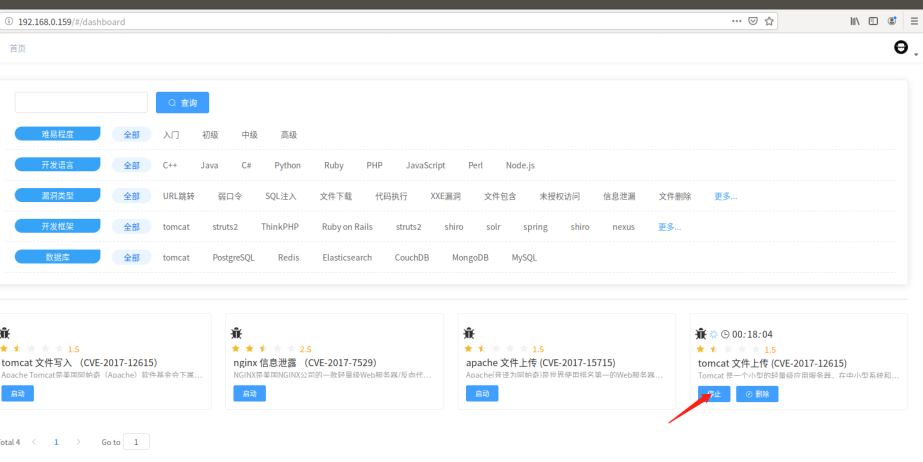 192.168.0.159/#/dashboard
首页
查询
难易程度 全部 入门 初级 中级 高级
开发语言 全部 C++ Java C# Python Ruby PHP JavaScript Perl Node.js
漏洞类型 全部 URL跳转 弱口令 SQL注入 文件下载 代码执行 XXE漏洞 文件包含 未授权访问 信息泄漏 文件删除 更多...
开发框架 全部 tomcat struts2 ThinkPHP Ruby on Rails struts2 shiro solr spring shiro nexus 更多...
数据库 全部 tomcat PostgreSQL Redis Elasticsearch CouchDB MongoDB MySQL
1.5
tomcat 文件写入 （CVE-2017-12615）
Apache Tomcat是美国阿帕奇（Apache）软件基金会下属...
启动
2.5
nginx 信息泄露 （CVE-2017-7529）
NGINX是美国NGINX公司的一款轻量级Web服务器/反向代...
启动
1.5
apache 文件上传 (CVE-2017-15715)
Apache(音译为阿帕奇)是世界使用排名第一的Web服务器...
启动
00:18:04
1.5
tomcat 文件上传 (CVE-2017-12615)
Tomcat 是一个小型的轻量级应用服务器，在中小型系统和...
停止 删除
Total 4 1 Go to 1